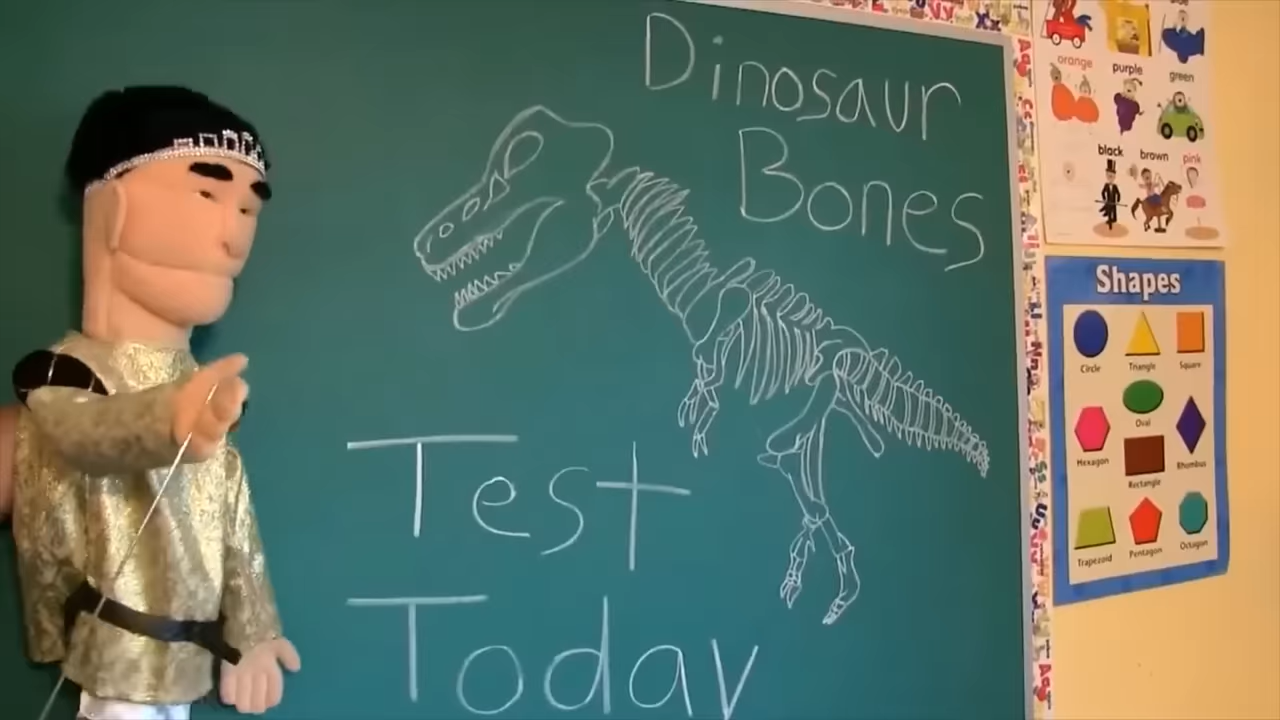 Dinosaur
Bones
Test
Today
orange
purple
green
black
brown
pink
Shapes
Circle
Triangle
Square
Oval
Hexagon
Rhombus
Rectangle
Trapezoid
Pentagon
Octagon